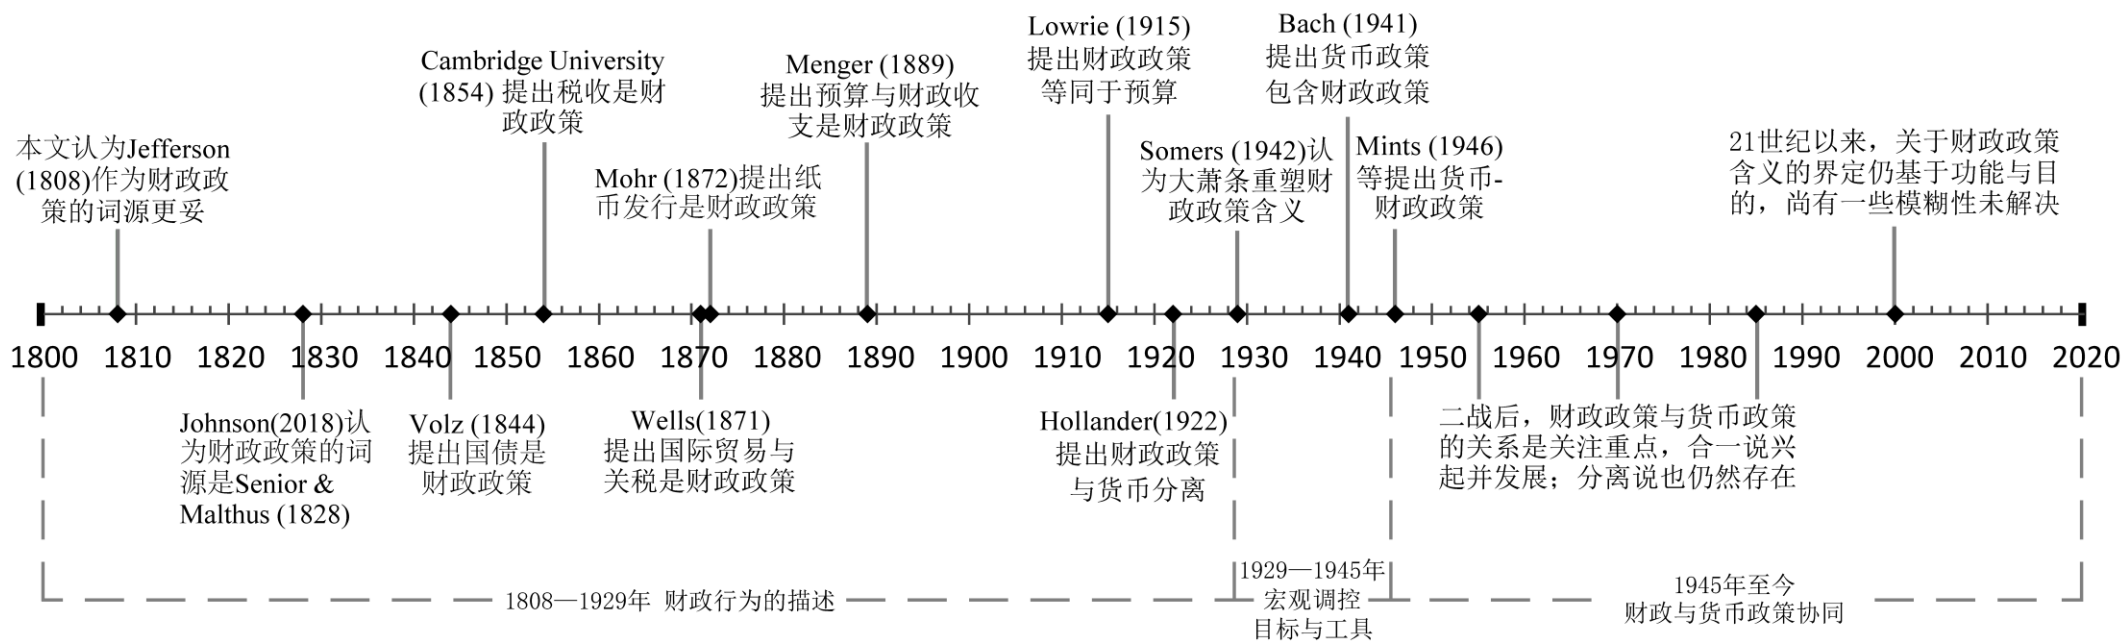 本文认为Jefferson
(1808)作为财政政
策的词源更妥
Cambridge University
(1854) 提出税收是财
政政策
Mohr (1872)提出纸
币发行是财政政策
Menger (1889)
提出预算与财政收
支是财政政策
Lowrie (1915)
提出财政政策
等同于预算
Somers (1942)认
为大萧条重塑财
政政策含义
Bach (1941)
提出货币政策
包含财政政策
Mints (1946)
等提出货币-
财政政策
21世纪以来，关于财政政策
含义的界定仍基于功能与目
的，尚有一些模糊性未解决
1800 1810 1820 1830 1840 1850 1860 1870 1880 1890 1900 1910 1920 1930 1940 1950 1960 1970 1980 1990 2000 2010 2020
Johnson(2018)认
为财政政策的词
源是Senior &
Malthus (1828)
Volz (1844)
提出国债是
财政政策
Wells(1871)
提出国际贸易与
关税是财政政策
Hollander(1922)
提出财政政策
与货币分离
二战后，财政政策与货币政策
的关系是关注重点，合一说兴
起并发展；分离说也仍然存在
1808—1929年 财政行为的描述
1929—1945年
宏观调控
目标与工具
1945年至今
财政与货币政策协同